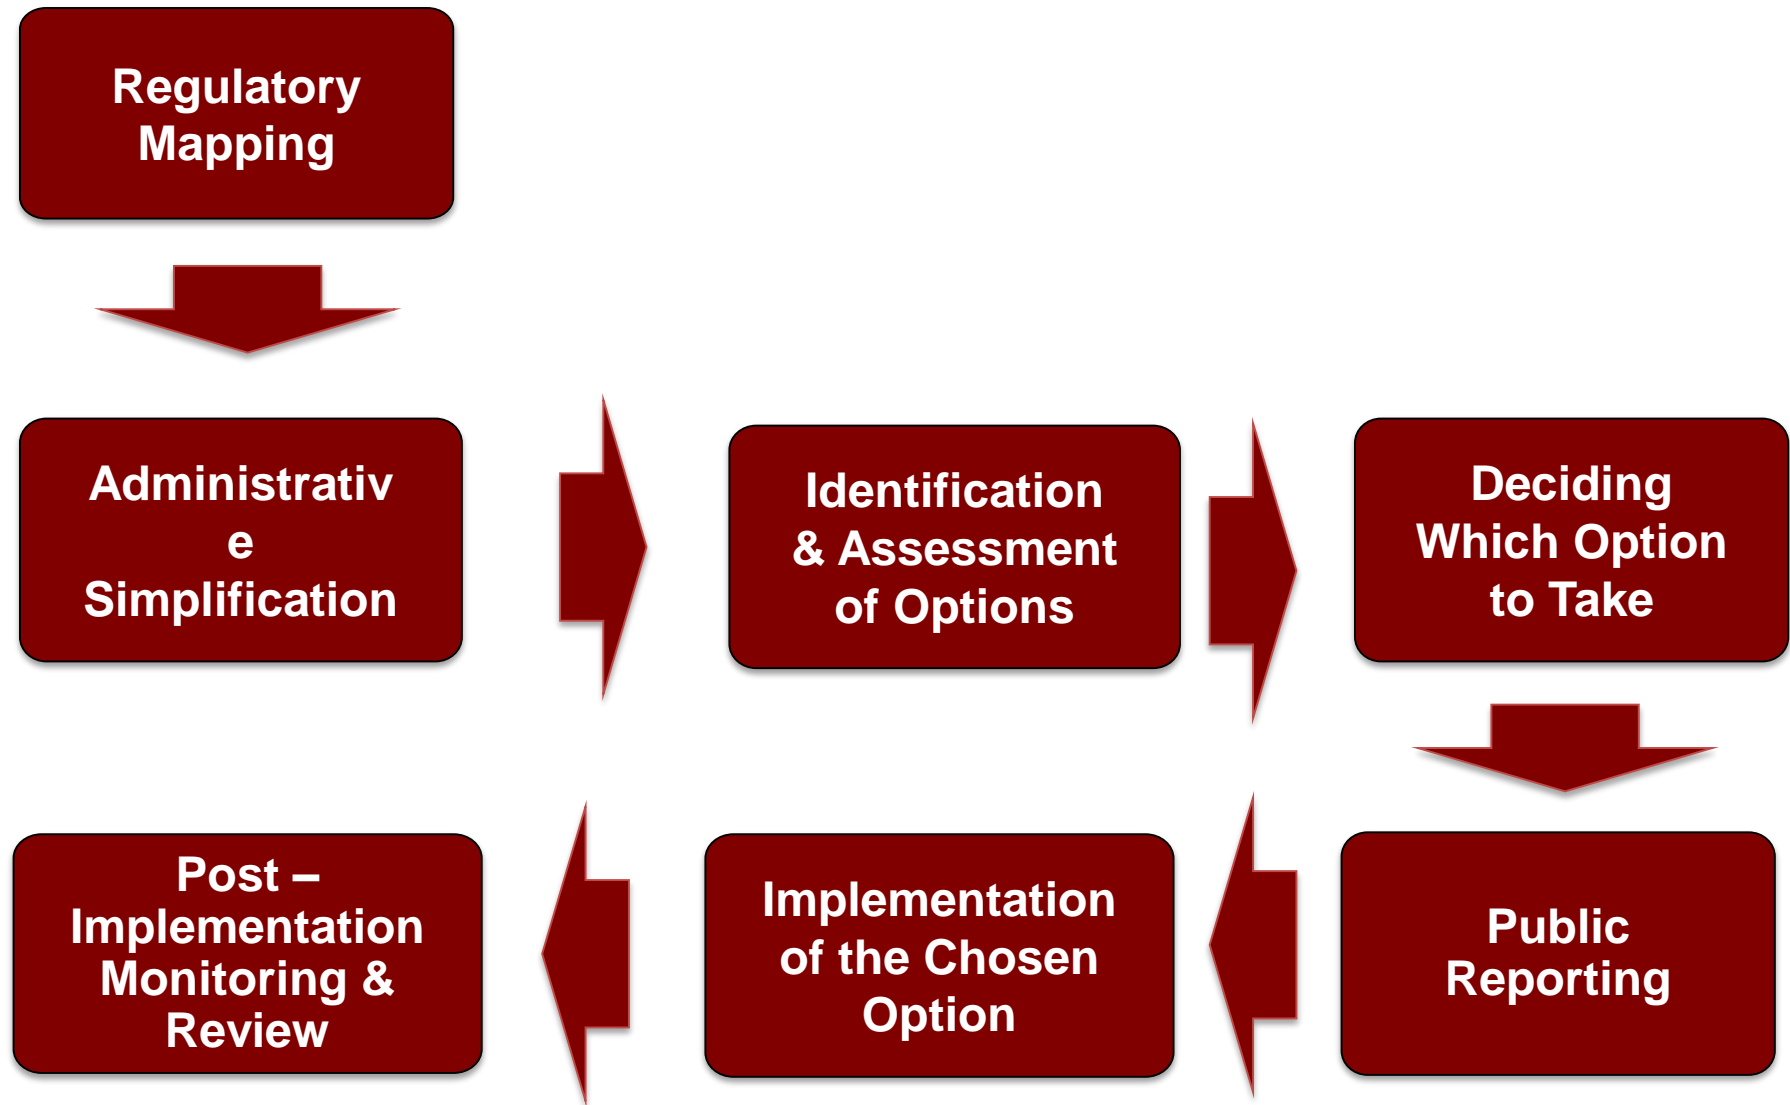 Regulatory
Mapping
Administrativ
e
Simplification
Identification
& Assessment
of Options
Deciding
Which Option
to Take
Public
Reporting
Implementation
of the Chosen
Option
Post –
Implementation
Monitoring &
Review